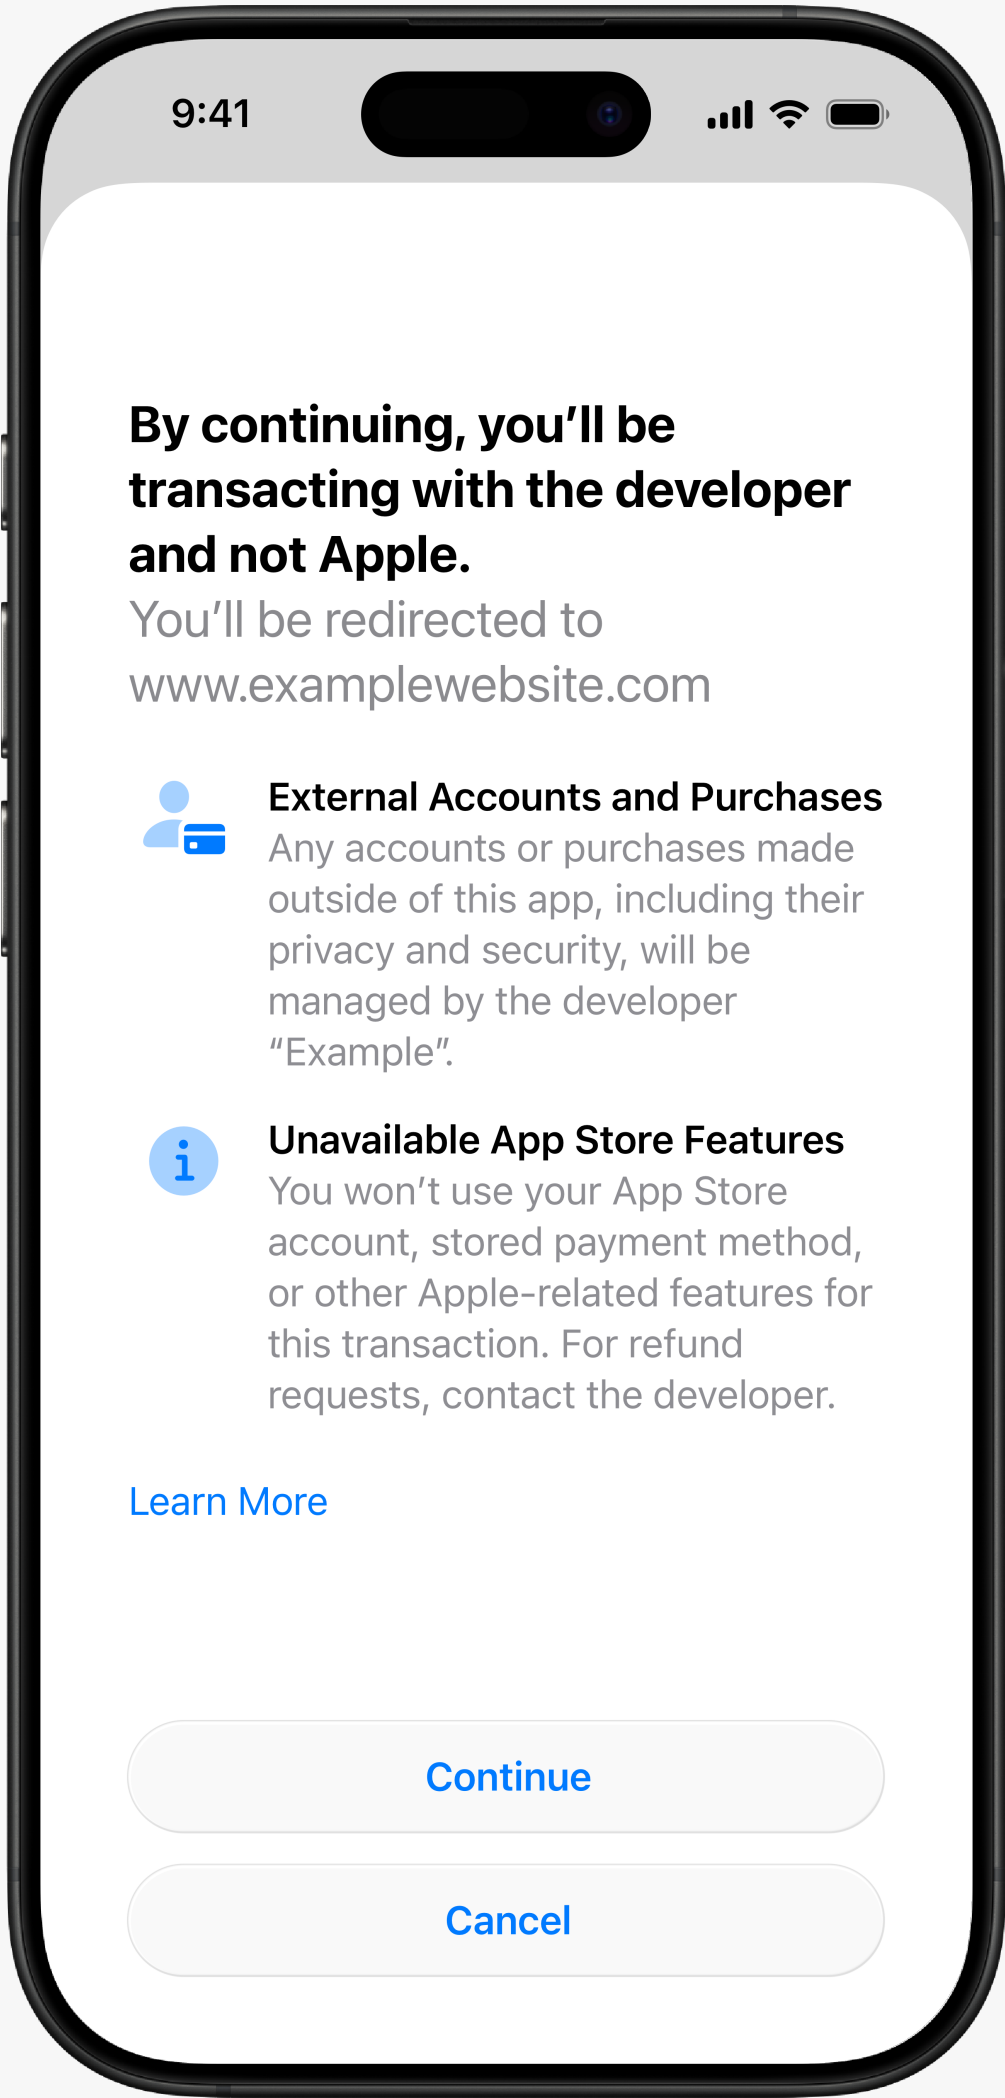 9:41
By continuing, you’ll be
transacting with the developer
and not Apple.
You’ll be redirected to
www.examplewebsite.com
External Accounts and Purchases
Any accounts or purchases made
outside of this app, including their
privacy and security, will be
managed by the developer
“Example”.
Unavailable App Store Features
You won’t use your App Store
account, stored payment method,
or other Apple-related features for
this transaction. For refund
requests, contact the developer.
Learn More
Continue
Cancel